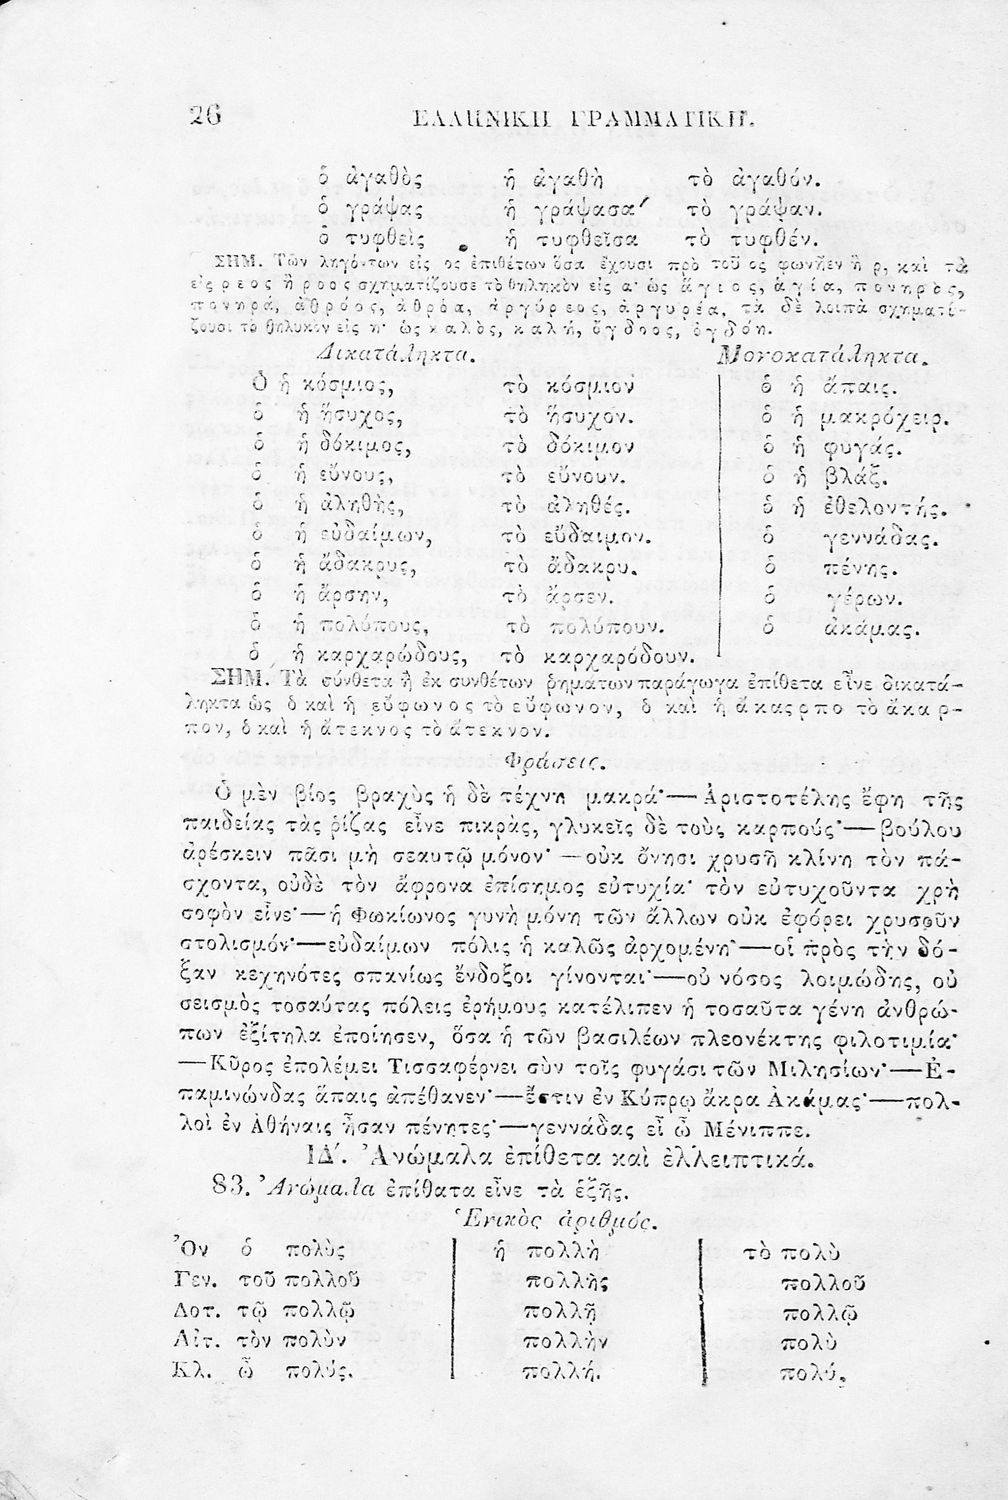 26 ΕΛΛΗΝΙΚΗ ΓΡΑΜΜΑΤΙΚΗ.
ὁ ἀγαθὸς ἡ ἀγαθὴ τὸ ἀγαθόν.
ὁ γράψας ἡ γράψασα τὸ γράψαν.
ὁ τυφθεὶς ἡ τυφθεῖσα τὸ τυφθέν.
ΣΗΜ. Τῶν ληγόντων εἰς ος ἐπιθέτων ὅσα ἔχουσι πρὸ τοῦ ος φωνῆεν ἢ ρ, καὶ τὰ
εἰς ρεος ἢ ροος σχηματίζουσε τὸ θηληκὸν εἰς α· ὡς ἅγιος, ἁγία, πονηρὸς,
πονηρά, ἀθρόος, ἀθρόα, ἀργύρεος, ἀργυρέα, τὰ δὲ λοιπὰ σχηματί-
ζουσι τὸ θηλυκον εἰς η· ὡς καλὸς, καλή, ὄγδοος, ὀγδόη.
Δικατάληκτα. Μονοκατάληκτα.
Ὁ ἡ κόσμιος, τὸ κόσμιον ὁ ἡ ἄπαις.
ὁ ἡ ἥσυχος, τὸ ἥσυχον. ὁ ἡ μακρόχειρ.
ὁ ἡ δόκιμος, τὸ δόκιμον ὁ ἡ φυγάς.
ὁ ἡ εὔνους, τὸ εὔνουν. ὁ ἡ βλάξ.
ὁ ἡ ἀληθὴς, τὸ ἀληθές. ὁ ἡ ἐθελοντής.
ὁ ἡ εὐδαίμων, τὸ εὔδαιμον. ὁ γεννάδας.
ὁ ἡ ἄδακρυς, τὸ ἄδακρυ. ὁ πένης.
ὁ ἡ ἄρσην, τὸ ἄρσεν. ὁ γέρων.
ὁ ἡ πολύπους, τὸ πολύπουν. ὁ ἀκάμας.
ὁ ἡ καρχαρώδους, τὸ καρχαρόδουν.
ΣΗΜ. Τὰ σύνθετα ἢ ἐκ συνθέτων ῥημάτων παράγωγα ἐπίθετα εἶνε δικατά-
ληκτα ὡς ὁ καὶ ἡ εὔφωνος τὸ εὔφωνον, ὁ καὶ ἡ ἄκαςρπο τὸ ἄκαρ-
πον, ὁ καὶ ἡ ἄτεκνος τὸ ἄτεκνον.
Φράσεις.
Ὁ μὲν βίος βραχὺς ἡ δὲ τέχνη μακρά·—Ἀριστοτέλης ἔφη τῆς
παιδείας τὰς ῥίζας εἶνε πικρὰς, γλυκεῖς δὲ τοὺς καρπούς·—βούλου
ἀρέσκειν πᾶσι μὴ σεαυτῷ μόνον·—οὐκ ὄνησι χρυσῆ κλίνη τὸν πά-
σχοντα, οὐδὲ τὸν ἄφρονα ἐπίσημος εὐτυχία· τὸν εὐτυχοῦντα χρὴ
σοφὸν εἶνε·—ἡ Φωκίωνος γυνὴ μόνη τῶν ἄλλων οὐκ ἐφόρει χρυσοῦν
στολισμόν·—εὐδαίμων πόλις ἡ καλῶς ἀρχομένη·—οἱ πρὸς τὴν δό-
ξαν κεχηνότες σπανίως ἔνδοξοι γίνονται·—οὐ νόσος λοιμώδης, οὐ
σεισμὸς τοσαύτας πόλεις ἐρήμους κατέλιπεν ἢ τοσαῦτα γένη ἀνθρώ-
πων ἐξίτηλα ἐποίησεν, ὅσα ἡ τῶν βασιλέων πλεονέκτης φιλοτιμία·
—Κῦρος ἐπολέμει Τισσαφέρνει σὺν τοῖς φυγάσι τῶν Μιλησίων·—Ἐ-
παμινώνδας ἄπαις ἀπέθανεν·—ἔστιν ἐν Κύπρῳ ἄκρα Ἀκάμας·—πολ-
λοὶ ἐν Ἀθήναις ἦσαν πένητες·—γεννάδας εἶ ὦ Μένιππε.
ΙΔ΄. Ἀνώμαλα ἐπίθετα καὶ ἐλλειπτικά.
83. Ἀνώμαλα ἐπίθατα εἶνε τὰ ἑξῆς.
Ἑνικὸς ἀριθμός.
Ὀν ὁ πολὺς ἡ πολλὴ τὸ πολὺ
Γεν. τοῦ πολλοῦ πολλῆς πολλοῦ
Δοτ. τῷ πολλῷ πολλῇ πολλῷ
Αἰτ. τὸν πολὺν πολλὴν πολὺ
Κλ. ὦ πολύς. πολλή. πολύ.